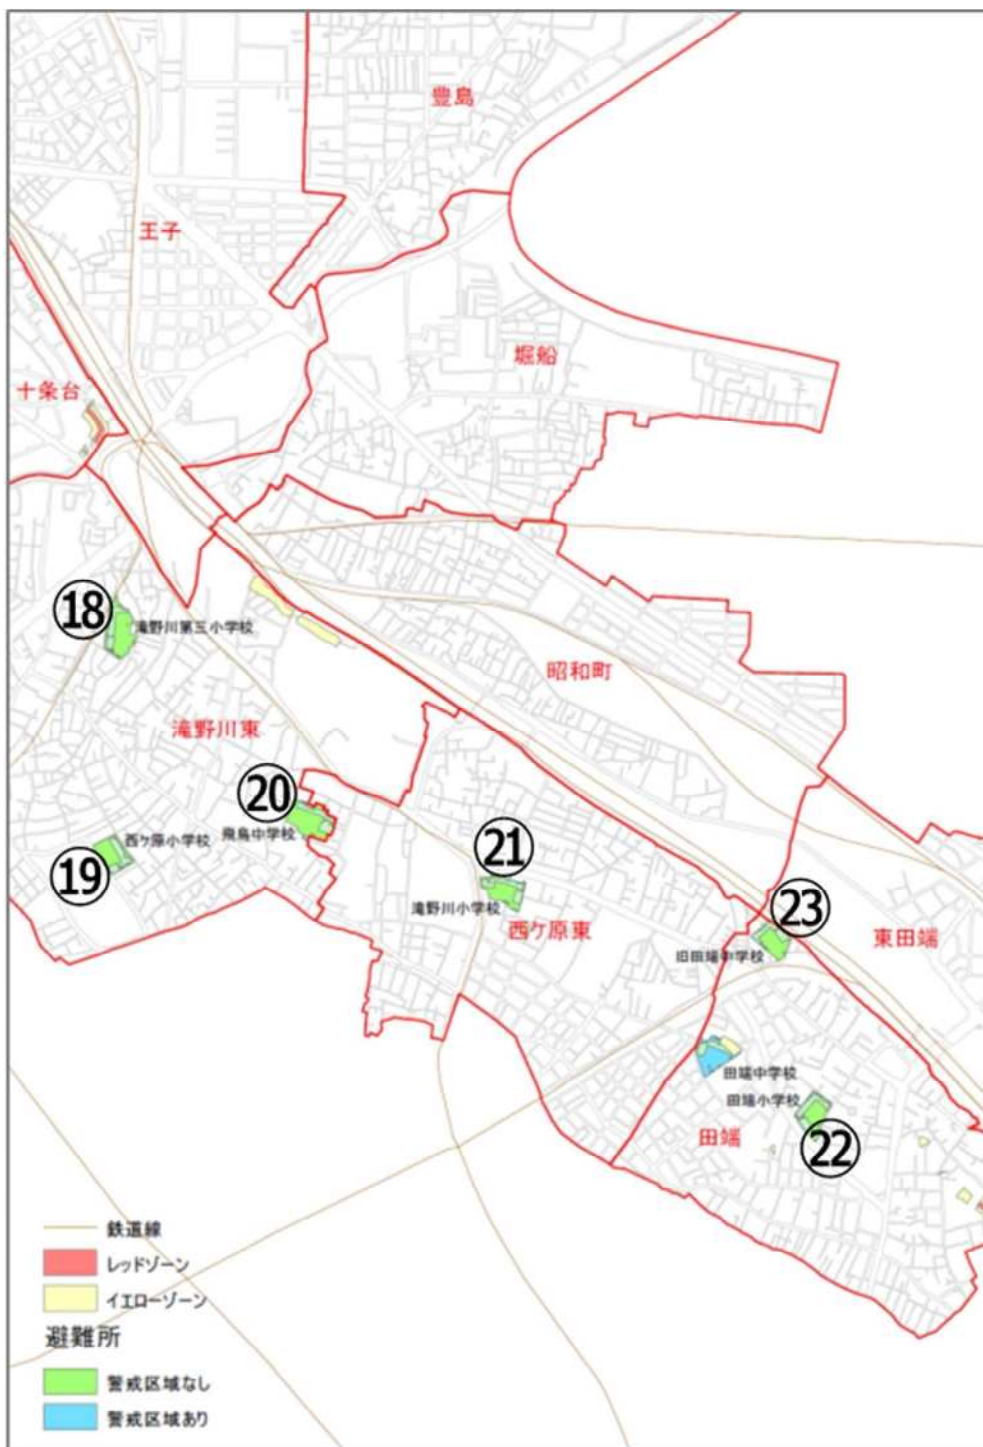 豊島
王子
堀船
十条台
⑱
滝野川第三小学校
昭和町
滝野川東
⑳
飛鳥中学校
西ケ原小学校
⑲
㉑
滝野川小学校
西ケ原東
㉓
旧田端中学校
東田端
田端中学校
田端小学校
田端
㉒
鉄道線
レッドゾーン
イエローゾーン
避難所
警戒区域なし
警戒区域あり